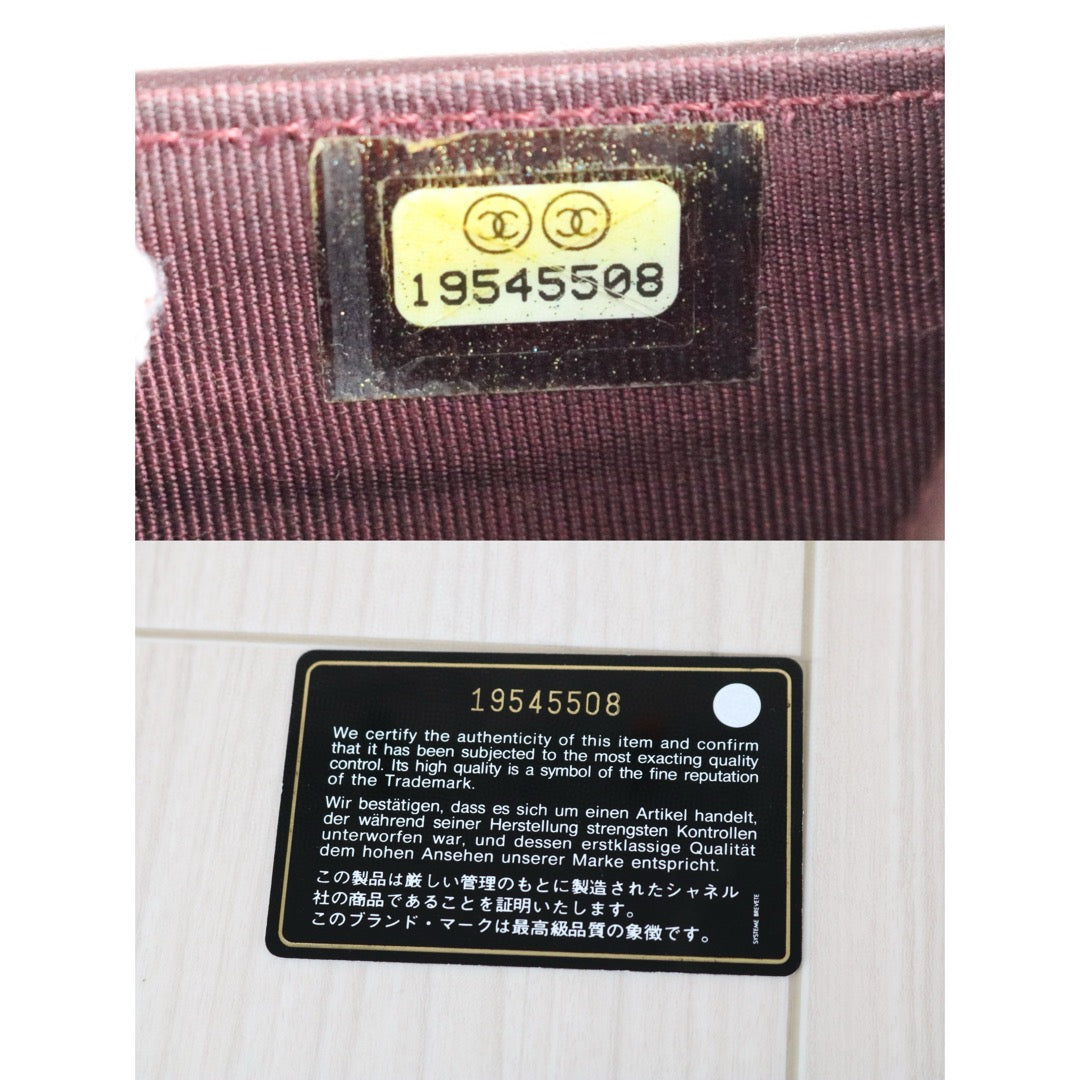 19545508
19545508
We certify the authenticity of this item and confirm
that it has been subjected to the most exacting quality
control. Its high quality is a symbol of the fine reputation
of the Trademark.
Wir bestätigen, dass es sich um einen Artikel handelt,
der während seiner Herstellung strengsten Kontrollen
unterworfen war, und dessen erstklassige Qualität
dem hohen Ansehen unserer Marke entspricht.
この製品は厳しい管理のもとに製造されたシャネル
社の商品であることを証明いたします。
このブランド・マークは最高級品質の象徴です。
SYSTEME BREVETE